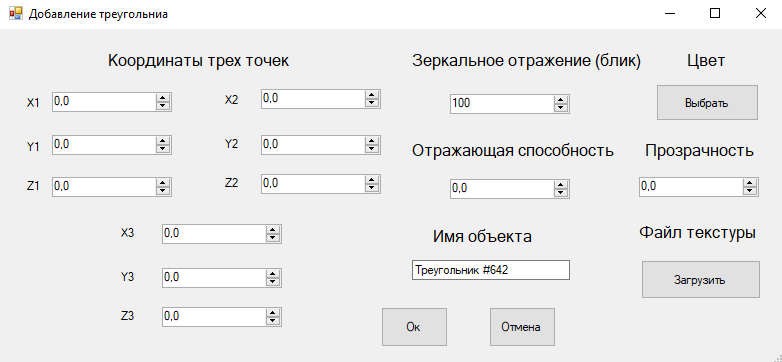 Добавление треугольниа
Координаты трех точек
Зеркальное отражение (блик)
Цвет
X1 0,0
X2 0,0
100
Выбрать
Y1 0,0
Y2 0,0
Отражающая способность
Прозрачность
Z1 0,0
Z2 0,0
0,0
0,0
X3 0,0
Имя объекта
Файл текстуры
Y3 0,0
Треугольник #642
Загрузить
Z3 0,0
Ок
Отмена